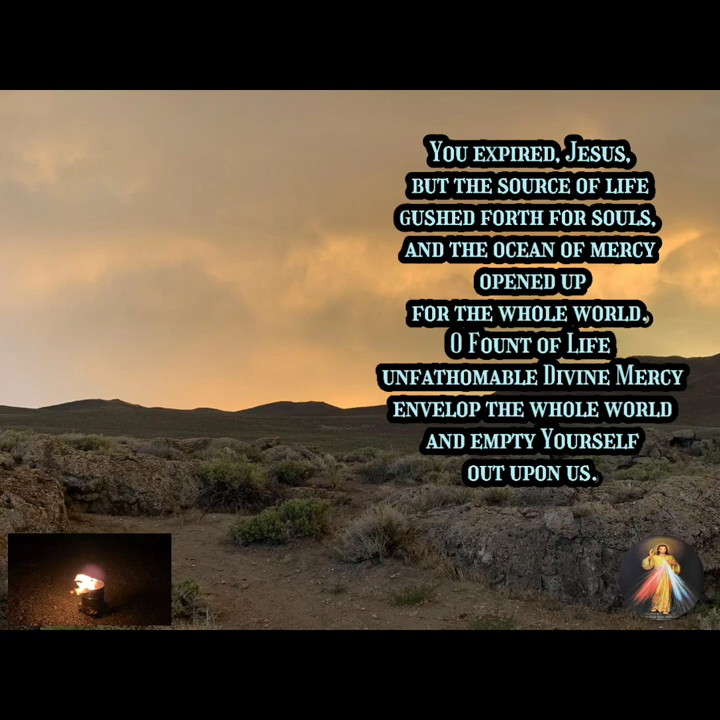 You expired, Jesus,
but the source of life
gushed forth for souls,
and the ocean of mercy
opened up
for the whole world,
O Fount of Life
unfathomable Divine Mercy
envelop the whole world
and empty Yourself
out upon us.